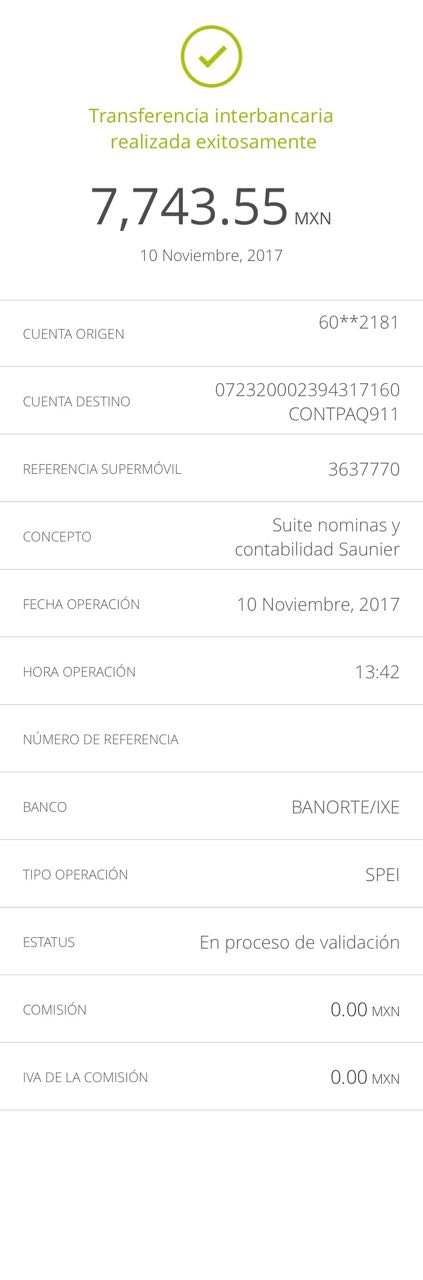 Transferencia interbancaria
realizada exitosamente
7,743.55 MXN
10 Noviembre, 2017
CUENTA ORIGEN 60**2181
CUENTA DESTINO 072320002394317160
CONTPAQ911
REFERENCIA SUPERMÓVIL 3637770
CONCEPTO Suite nominas y
contabilidad Saunier
FECHA OPERACIÓN 10 Noviembre, 2017
HORA OPERACIÓN 13:42
NÚMERO DE REFERENCIA
BANCO BANORTE/IXE
TIPO OPERACIÓN SPEI
ESTATUS En proceso de validación
COMISIÓN 0.00 MXN
IVA DE LA COMISIÓN 0.00 MXN